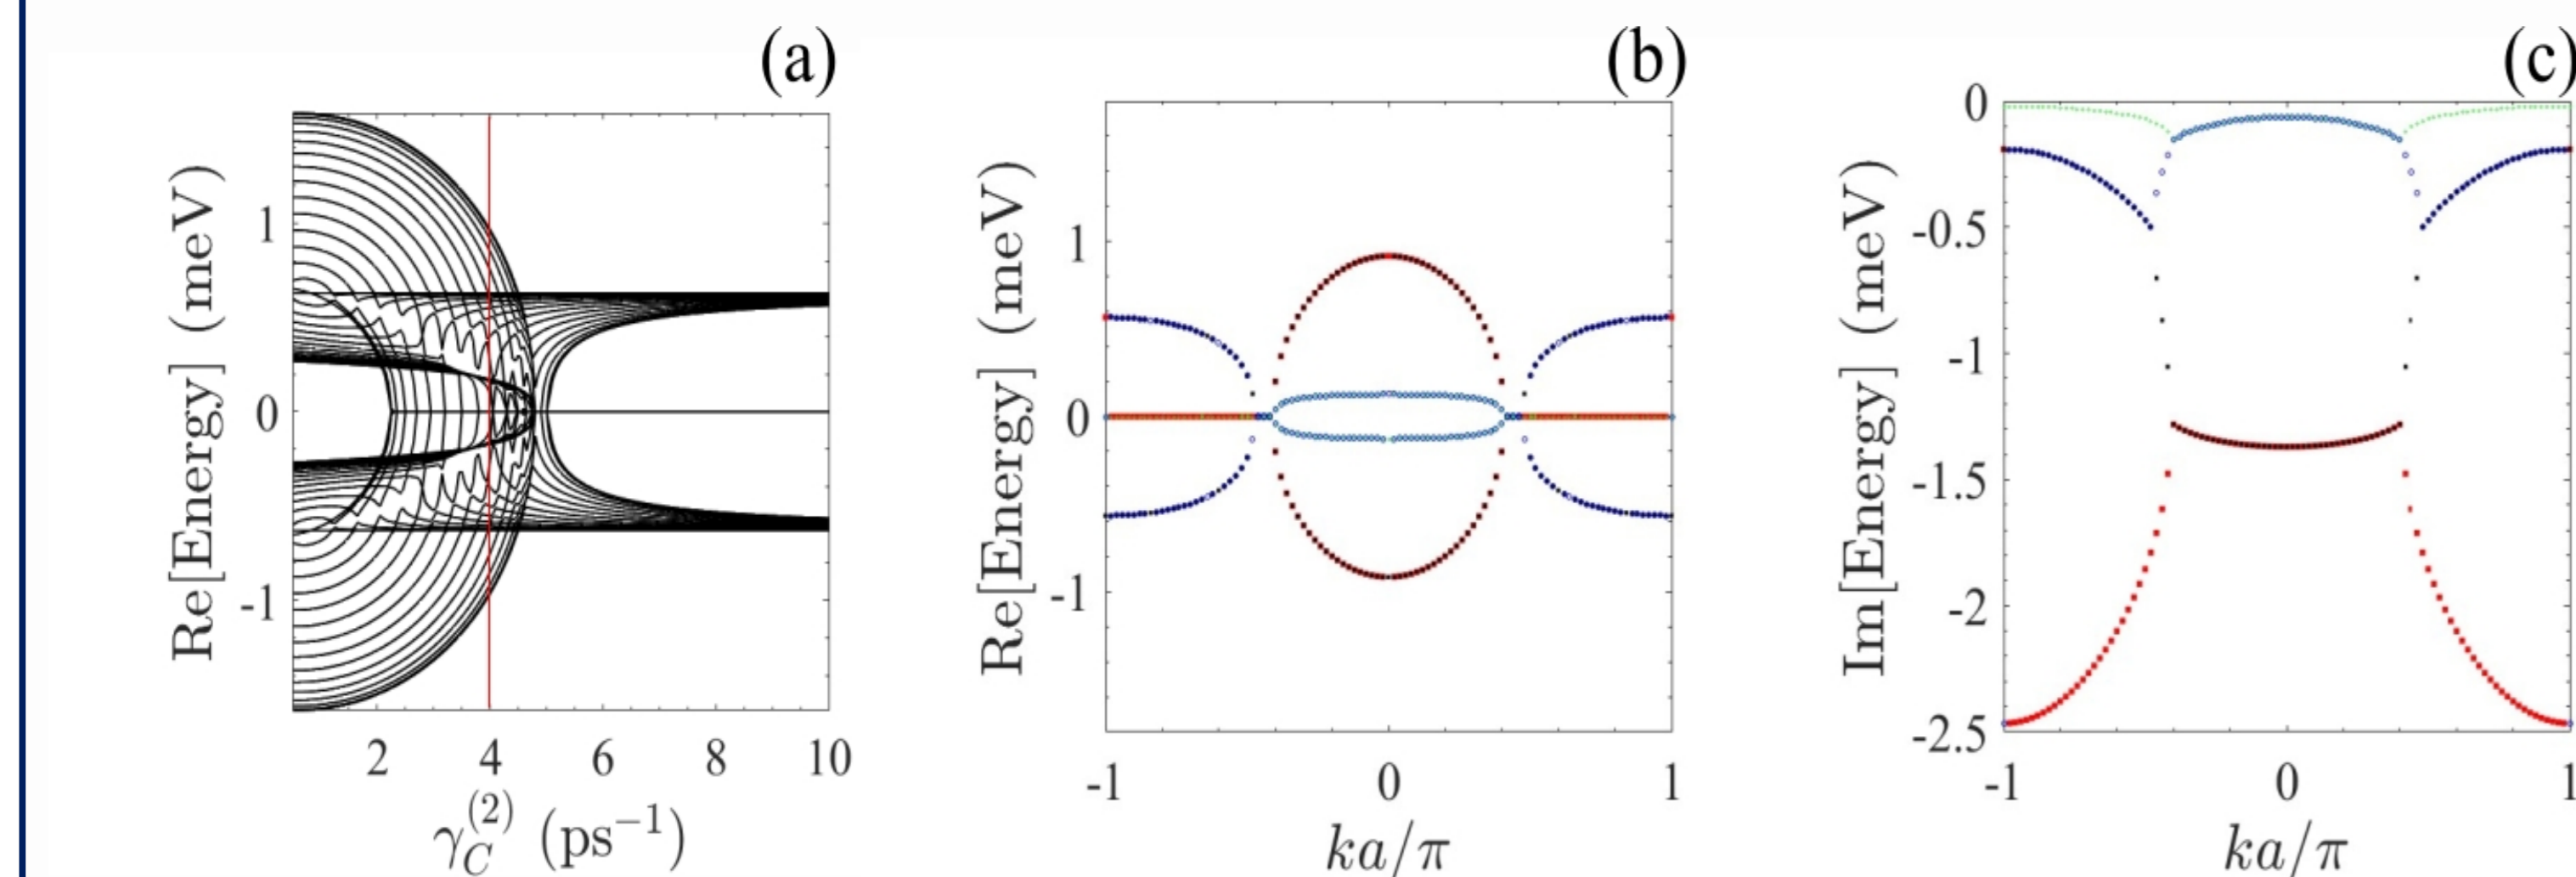 (a)
Re[Energy] (meV)
1
0
-1
2 4 6 8 10
γ_C^(2) (ps⁻¹)
(b)
Re[Energy] (meV)
1
0
-1
-1 0 1
ka/π
(c)
Im[Energy] (meV)
0
-0.5
-1
-1.5
-2
-2.5
-1 0 1
ka/π